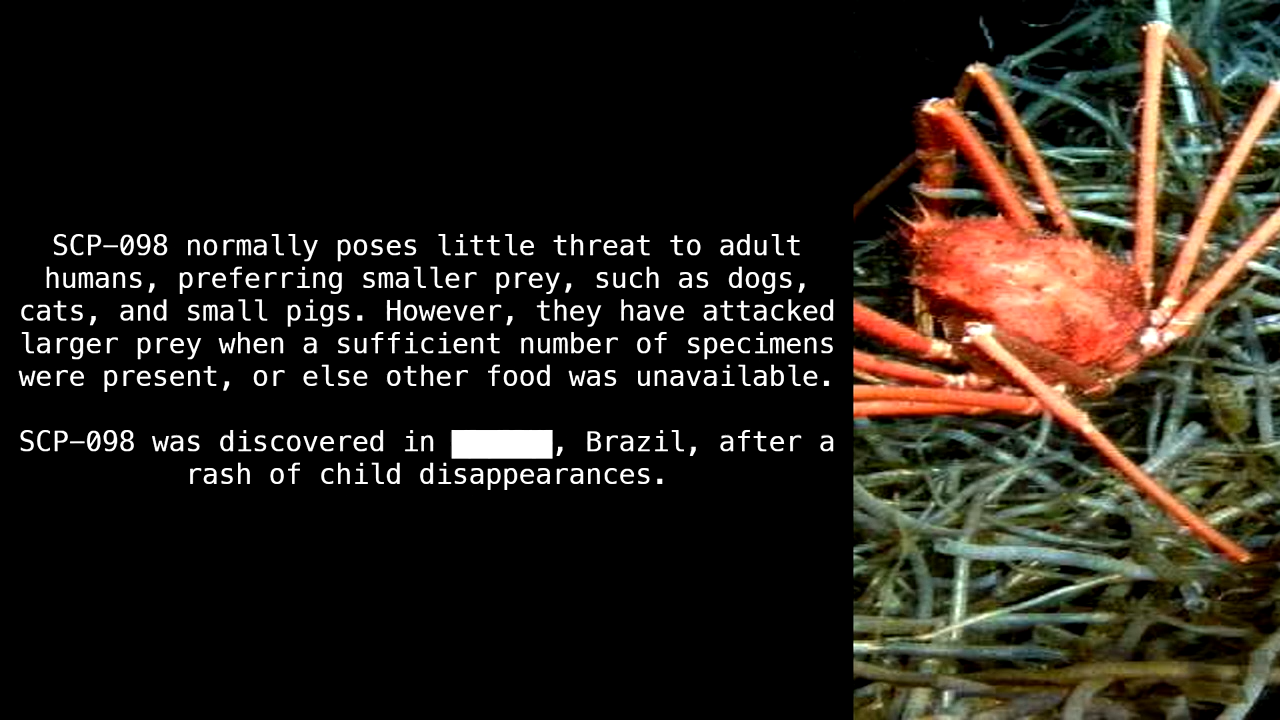 SCP–098 normally poses little threat to adult
humans, preferring smaller prey, such as dogs,
cats, and small pigs. However, they have attacked
larger prey when a sufficient number of specimens
were present, or else other food was unavailable.
SCP–098 was discovered in ██████, Brazil, after a
rash of child disappearances.